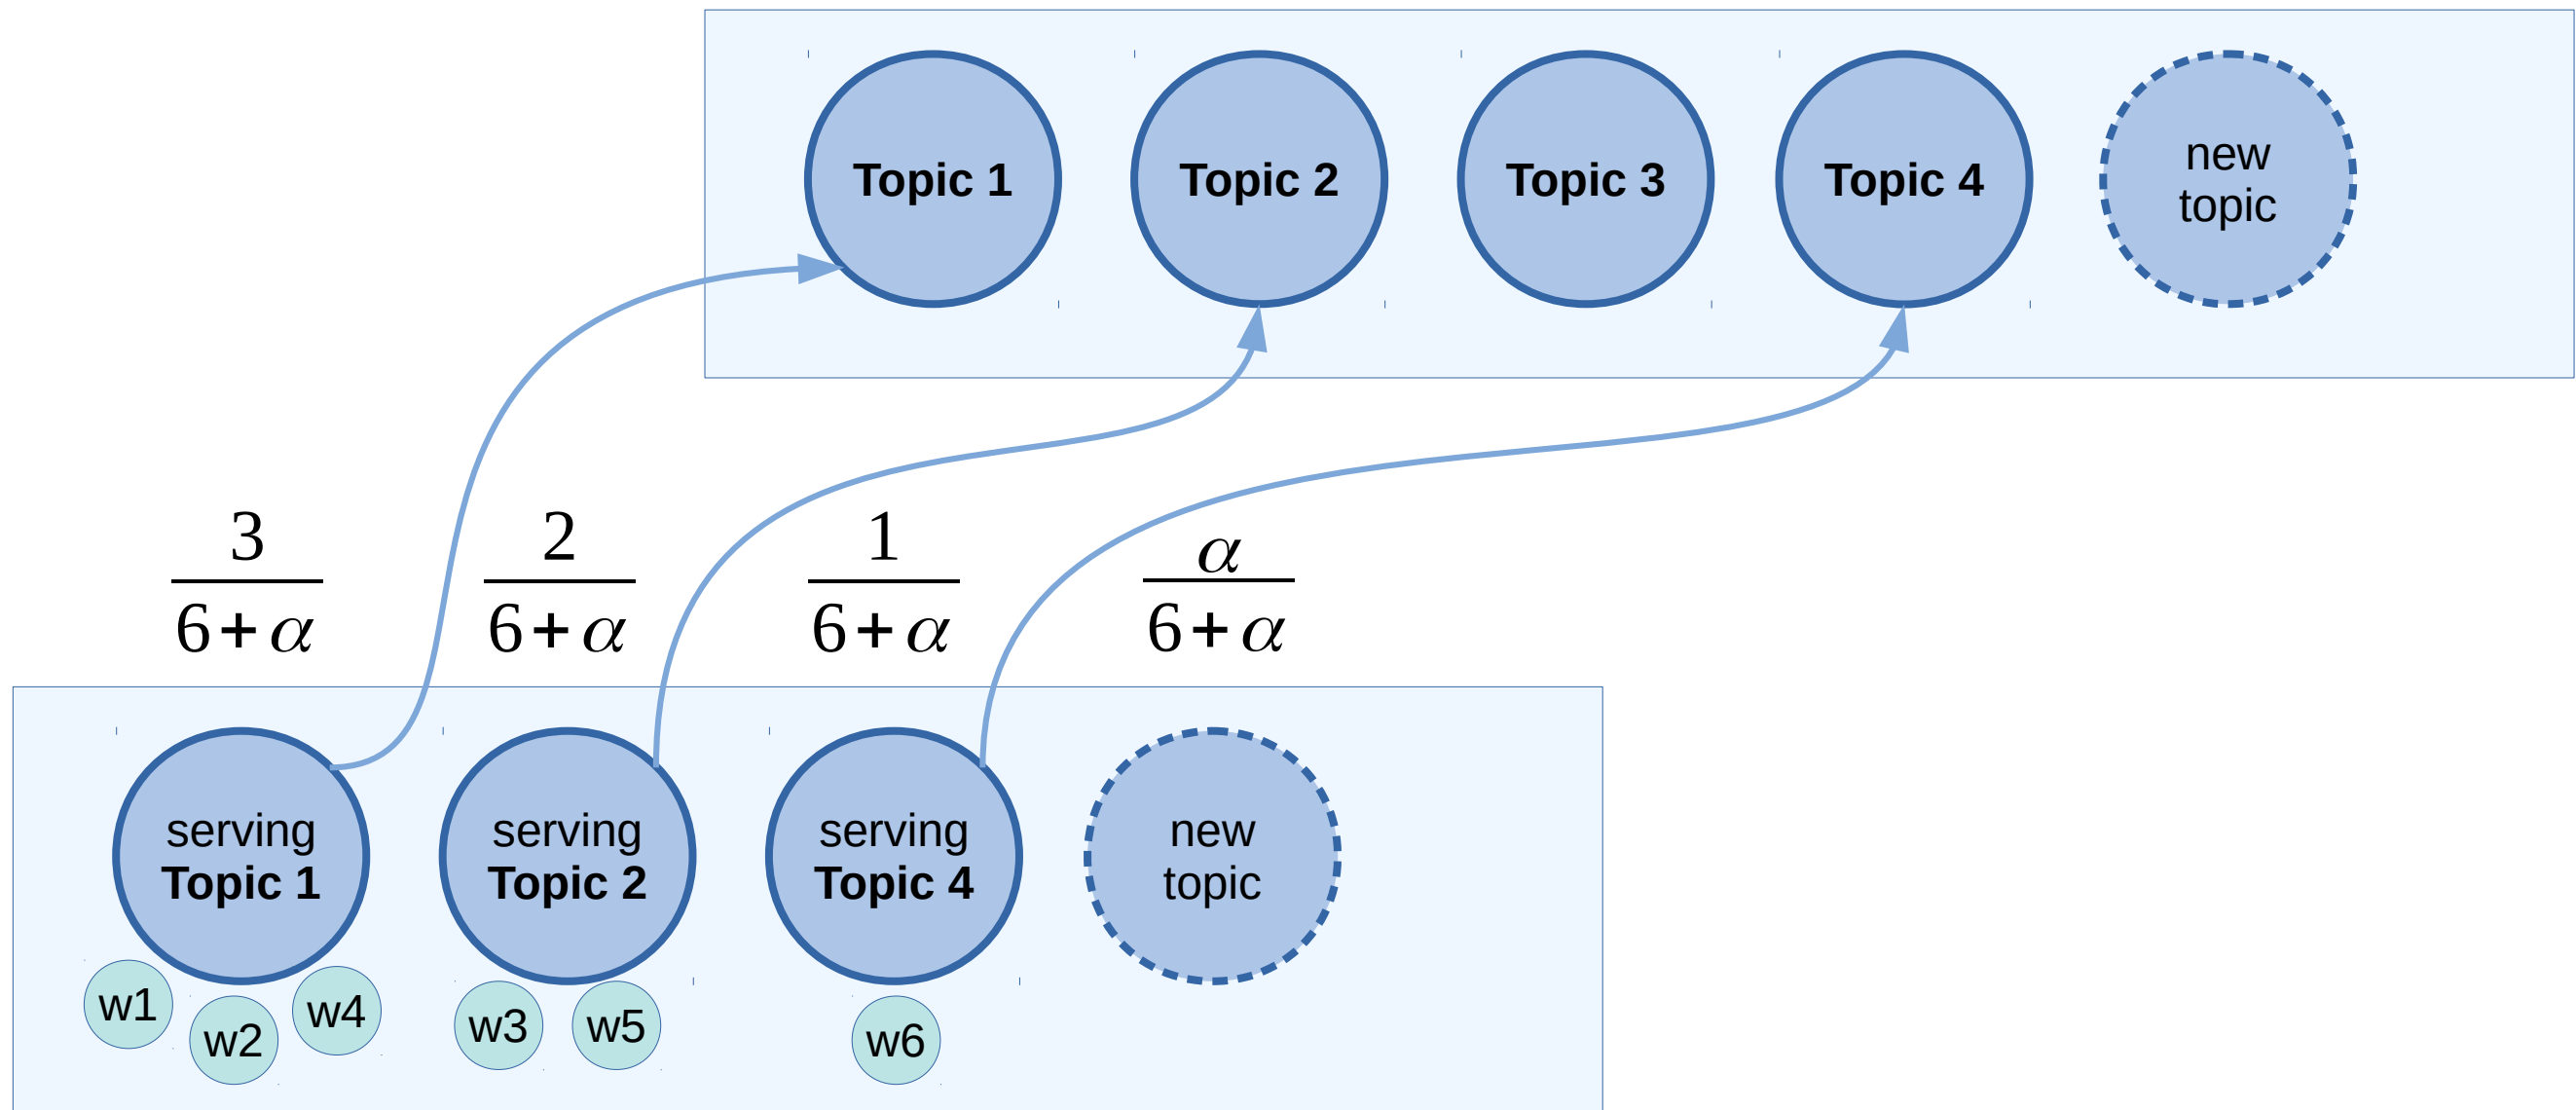 Topic 1
Topic 2
Topic 3
Topic 4
new
topic
3
6+α
2
6+α
1
6+α
α
6+α
serving
Topic 1
serving
Topic 2
serving
Topic 4
new
topic
w1
w2
w4
w3
w5
w6